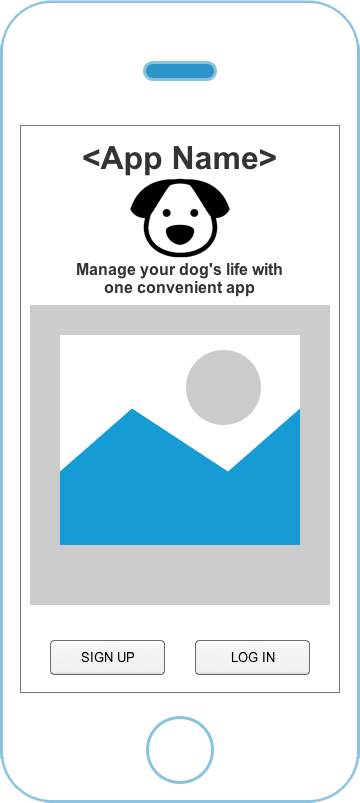 <App Name>
Manage your dog's life with
one convenient app
SIGN UP
LOG IN